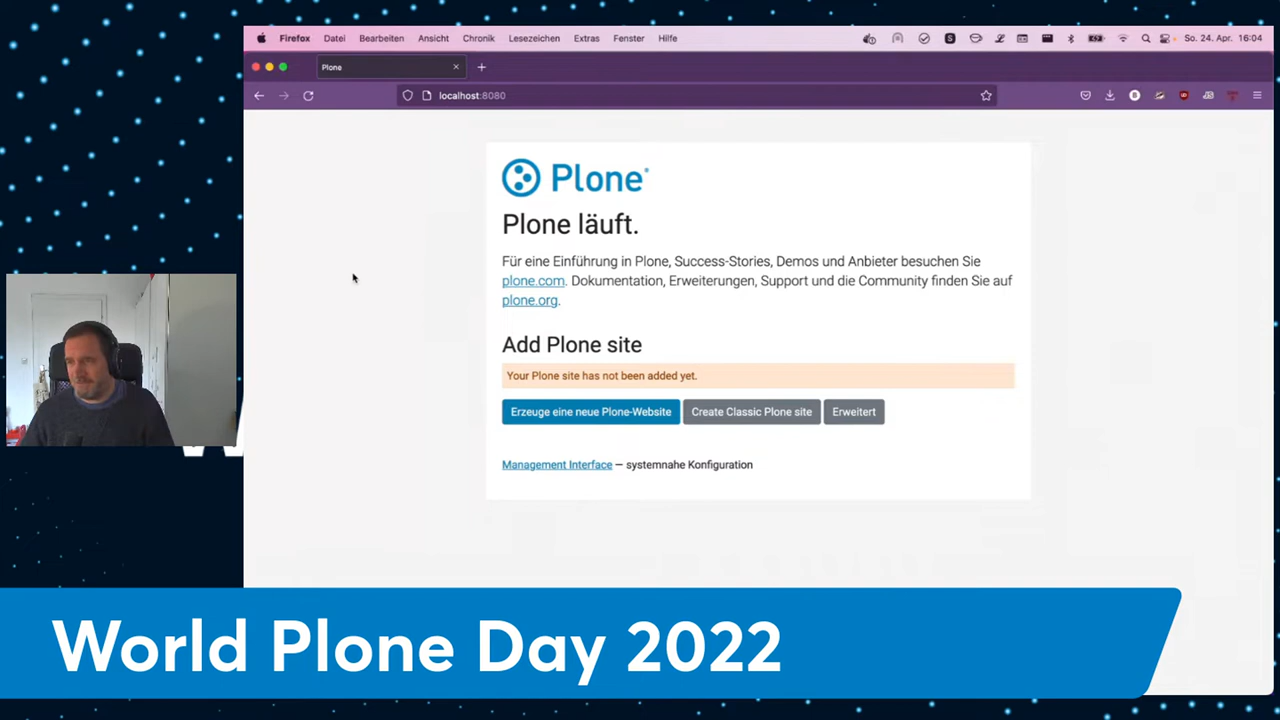 Firefox Datei Bearbeiten Ansicht Chronik Lesezeichen Extras Fenster Hilfe So. 24. Apr. 16:04
Plone
localhost:8080
Plone
Plone läuft.
Für eine Einführung in Plone, Success-Stories, Demos und Anbieter besuchen Sie
plone.com. Dokumentation, Erweiterungen, Support und die Community finden Sie auf
plone.org.
Add Plone site
Your Plone site has not been added yet.
Erzeuge eine neue Plone-Website Create Classic Plone site Erweitert
Management Interface — systemnahe Konfiguration
World Plone Day 2022